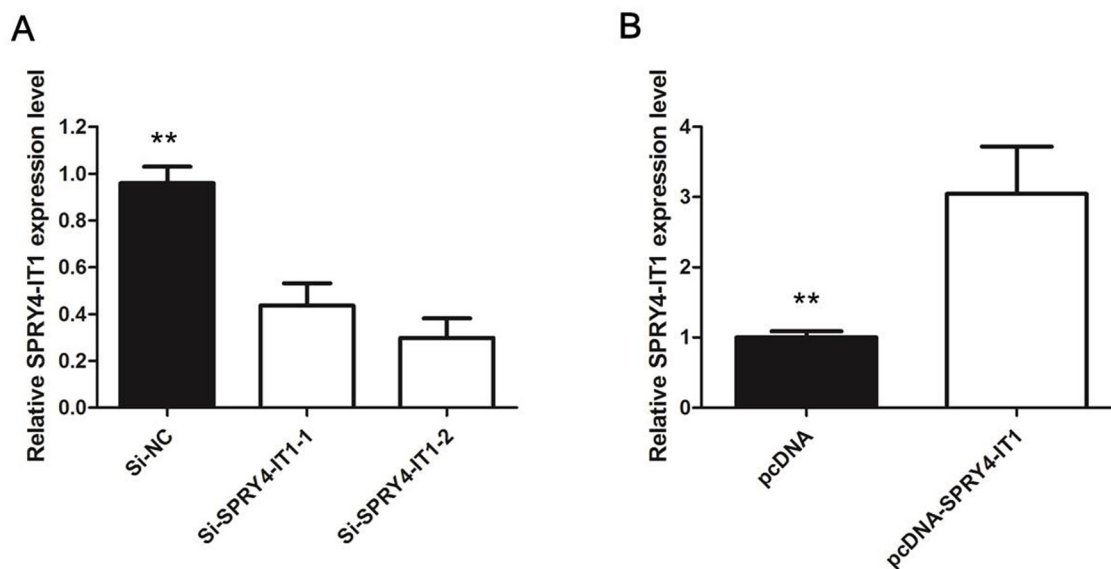 A
Relative SPRY4-IT1 expression level
1.2
1.0
0.8
0.6
0.4
0.2
0.0
**
Si-NC
Si-SPRY4-IT1-1
Si-SPRY4-IT1-2
B
Relative SPRY4-IT1 expression level
4
3
2
1
0
**
pcDNA
pcDNA-SPRY4-IT1